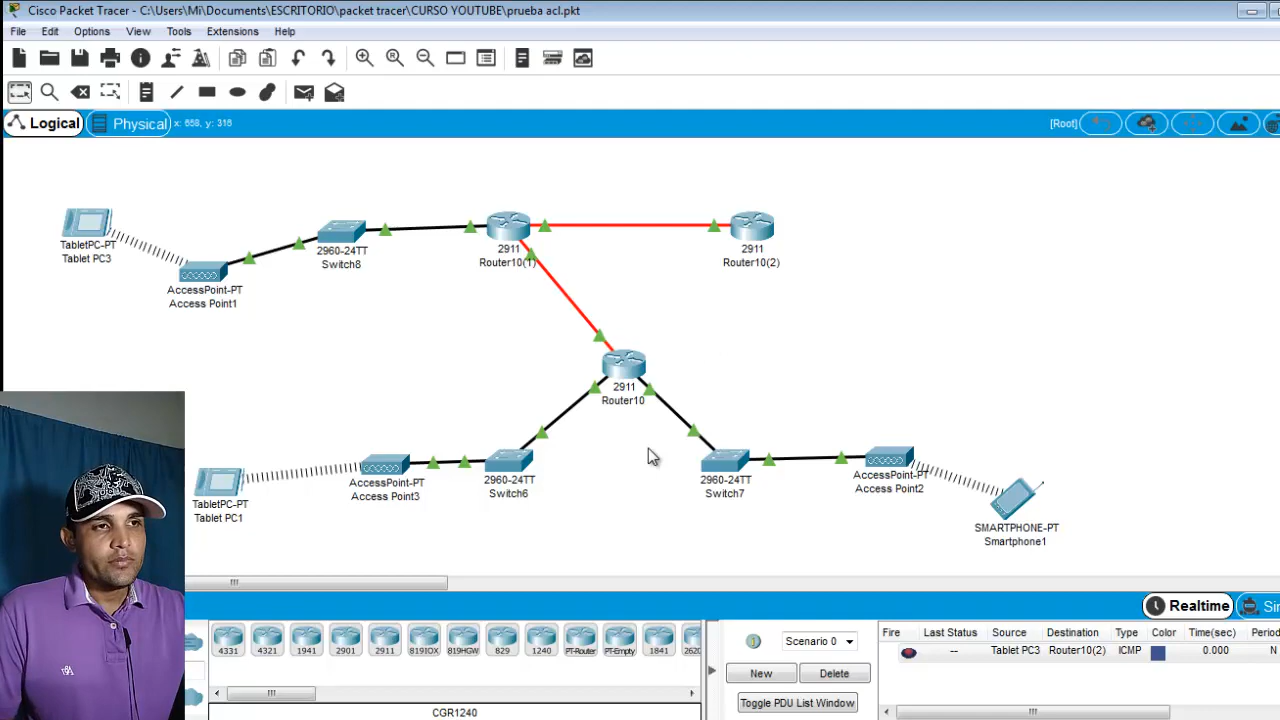 Cisco Packet Tracer - C:\Users\Mi\Documents\ESCRITORIO\packet tracer\CURSO YOUTUBE\prueba acl.pkt
File Edit Options View Tools Extensions Help
Logical Physical x: 658, y: 316 [Root]
TabletPC-PT
Tablet PC3
AccessPoint-PT
Access Point1
2960-24TT
Switch8
2911
Router10(1)
2911
Router10(2)
2911
Router10
TabletPC-PT
Tablet PC1
AccessPoint-PT
Access Point3
2960-24TT
Switch6
2960-24TT
Switch7
AccessPoint-PT
Access Point2
SMARTPHONE-PT
Smartphone1
Realtime
4331 4321 1941 2901 2911 819IOX 819HGW 829 1240 PT-Router PT-Empty 1841 2620
CGR1240
Scenario 0
New Delete
Toggle PDU List Window
Fire Last Status Source Destination Type Color Time(sec) Period
-- Tablet PC3 Router10(2) ICMP 0.000 N